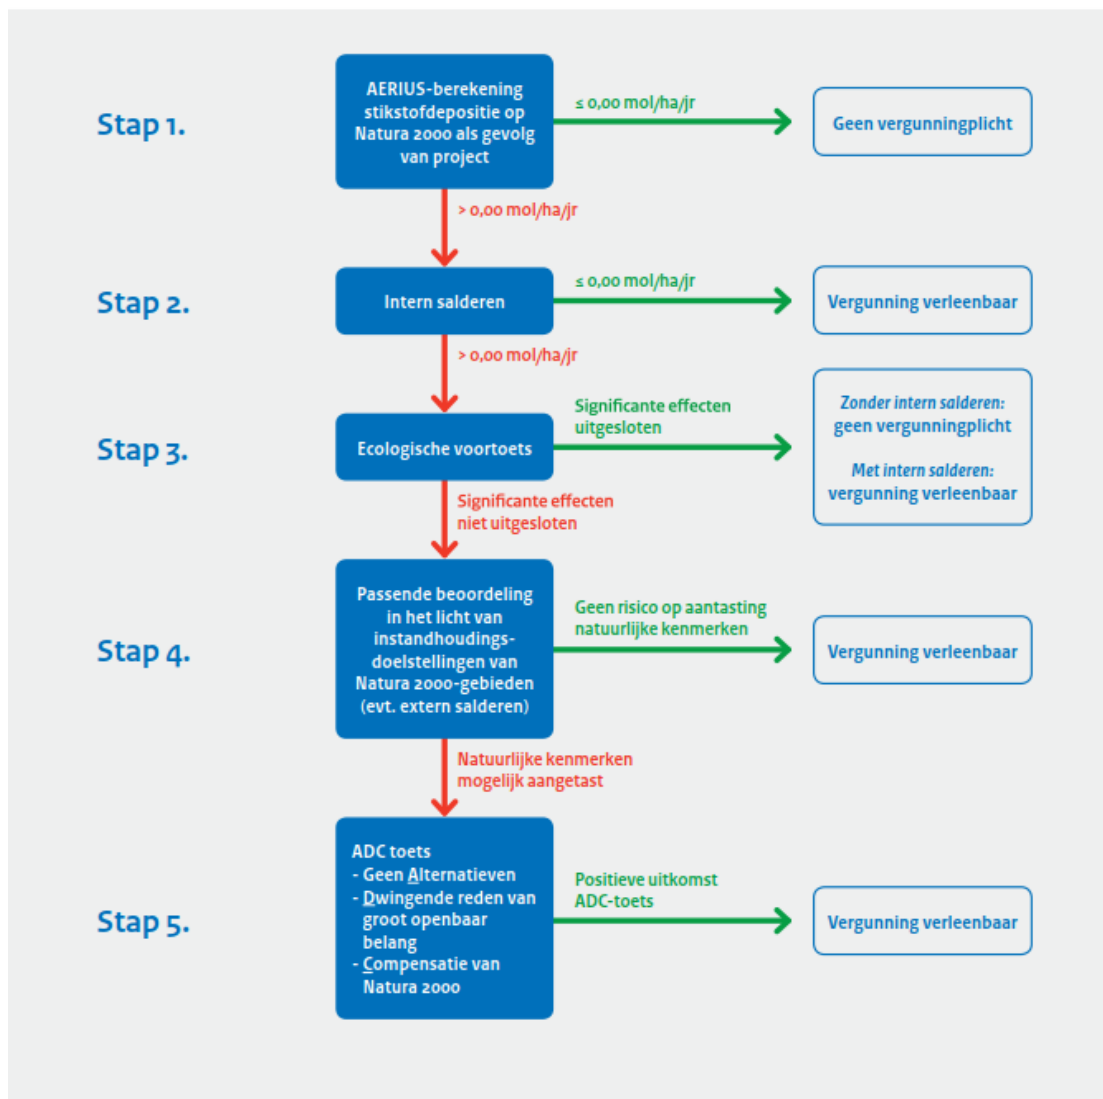 Stap 1.
AERIUS-berekening
stikstofdepositie op
Natura 2000 als gevolg
van project
≤ 0,00 mol/ha/jr
Geen vergunningplicht
> 0,00 mol/ha/jr
Stap 2.
Intern salderen
≤ 0,00 mol/ha/jr
Vergunning verleenbaar
> 0,00 mol/ha/jr
Stap 3.
Ecologische voortoets
Significante effecten
uitgesloten
Zonder intern salderen:
geen vergunningplicht
Met intern salderen:
vergunning verleenbaar
Significante effecten
niet uitgesloten
Stap 4.
Passende beoordeling
in het licht van
instandhoudings-
doelstellingen van
Natura 2000-gebieden
(evt. extern salderen)
Geen risico op aantasting
natuurlijke kenmerken
Vergunning verleenbaar
Natuurlijke kenmerken
mogelijk aangetast
Stap 5.
ADC toets
- Geen Alternatieven
- Dwingende reden van
groot openbaar
belang
- Compensatie van
Natura 2000
Positieve uitkomst
ADC-toets
Vergunning verleenbaar